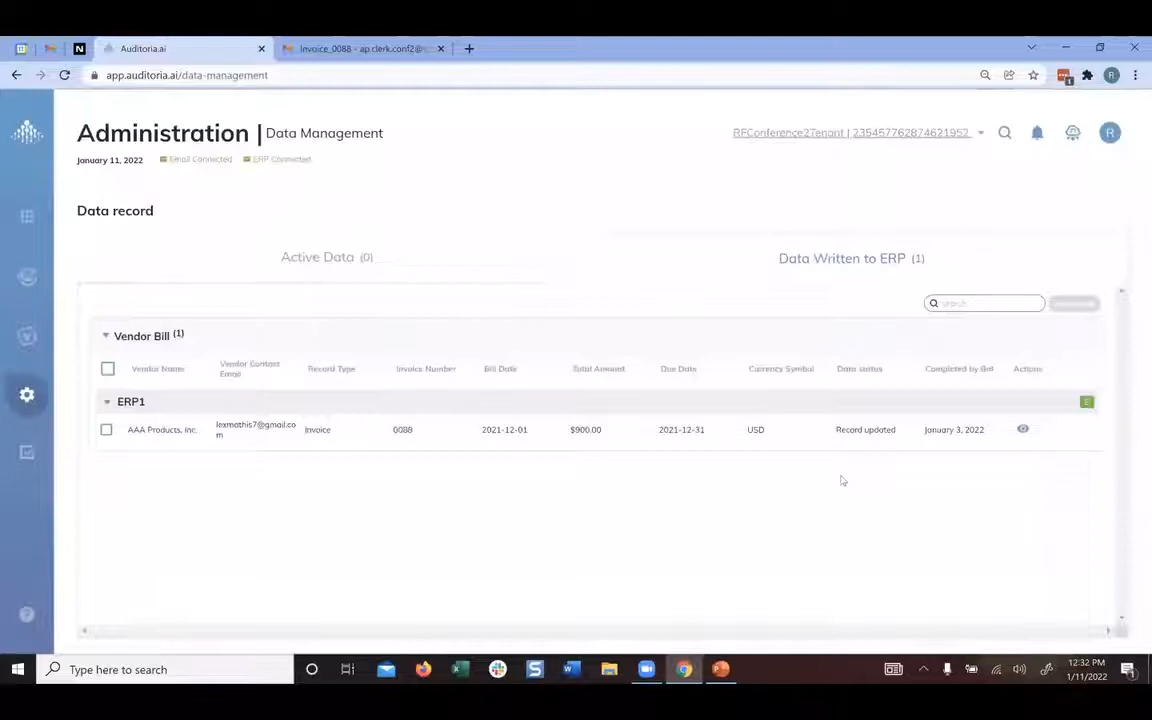 N Auditoria.ai Invoice_0088 - ap.clerk.conf2@
app.auditoria.ai/data-management
1 R
Administration | Data Management
RFConference2Tenant | 235457762874621952 R
January 11, 2022 Email Connected ERP Connected
Data record
Active Data (0) Data Written to ERP (1)
search
Vendor Bill (1)
Vendor Name Vendor Contact Email Record Type Invoice Number Bill Date Total Amount Due Date Currency Symbol Data status Completed by Bot Actions
ERP1 E
AAA Products, Inc. lexmathis7@gmail.com Invoice 0088 2021-12-01 $900.00 2021-12-31 USD Record updated January 3, 2022
?
Type here to search
12:32 PM
1/11/2022